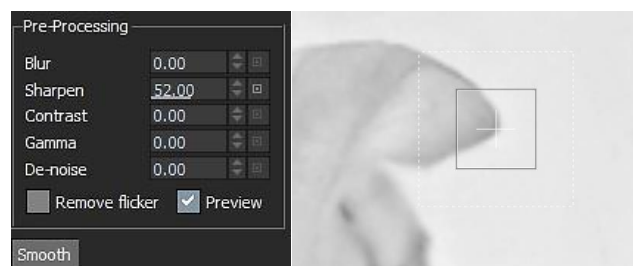 Pre-Processing
Blur 0.00
Sharpen 52.00
Contrast 0.00
Gamma 0.00
De-noise 0.00
Remove flicker Preview
Smooth